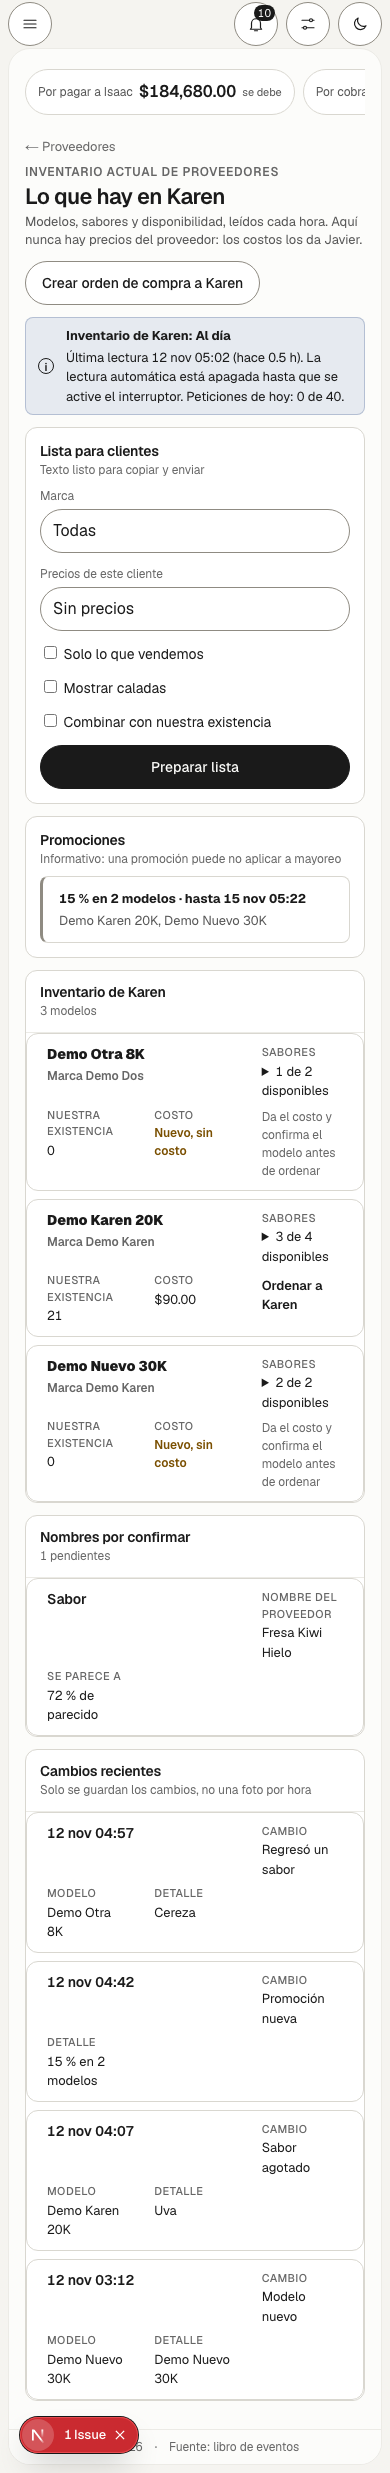 10
Por pagar a Isaac $184,680.00 se debe
Por cobra
← Proveedores
INVENTARIO ACTUAL DE PROVEEDORES
Lo que hay en Karen
Modelos, sabores y disponibilidad, leídos cada hora. Aquí
nunca hay precios del proveedor: los costos los da Javier.
Crear orden de compra a Karen
Inventario de Karen: Al día
Última lectura 12 nov 05:02 (hace 0.5 h). La
lectura automática está apagada hasta que se
active el interruptor. Peticiones de hoy: 0 de 40.
Lista para clientes
Texto listo para copiar y enviar
Marca
Todas
Precios de este cliente
Sin precios
Solo lo que vendemos
Mostrar caladas
Combinar con nuestra existencia
Preparar lista
Promociones
Informativo: una promoción puede no aplicar a mayoreo
15 % en 2 modelos · hasta 15 nov 05:22
Demo Karen 20K, Demo Nuevo 30K
Inventario de Karen
3 modelos
Demo Otra 8K
Marca Demo Dos
SABORES
▶ 1 de 2
disponibles
NUESTRA
EXISTENCIA
0
COSTO
Nuevo, sin
costo
Da el costo y
confirma el
modelo antes
de ordenar
Demo Karen 20K
Marca Demo Karen
SABORES
▶ 3 de 4
disponibles
NUESTRA
EXISTENCIA
21
COSTO
$90.00
Ordenar a
Karen
Demo Nuevo 30K
Marca Demo Karen
SABORES
▶ 2 de 2
disponibles
NUESTRA
EXISTENCIA
0
COSTO
Nuevo, sin
costo
Da el costo y
confirma el
modelo antes
de ordenar
Nombres por confirmar
1 pendientes
Sabor
NOMBRE DEL
PROVEEDOR
Fresa Kiwi
Hielo
SE PARECE A
72 % de
parecido
Cambios recientes
Solo se guardan los cambios, no una foto por hora
12 nov 04:57
CAMBIO
Regresó un
sabor
MODELO
Demo Otra
8K
DETALLE
Cereza
12 nov 04:42
CAMBIO
Promoción
nueva
DETALLE
15 % en 2
modelos
12 nov 04:07
CAMBIO
Sabor
agotado
MODELO
Demo Karen
20K
DETALLE
Uva
12 nov 03:12
CAMBIO
Modelo
nuevo
MODELO
Demo Nuevo
30K
DETALLE
Demo Nuevo
30K
N 1 Issue ×
26 · Fuente: libro de eventos